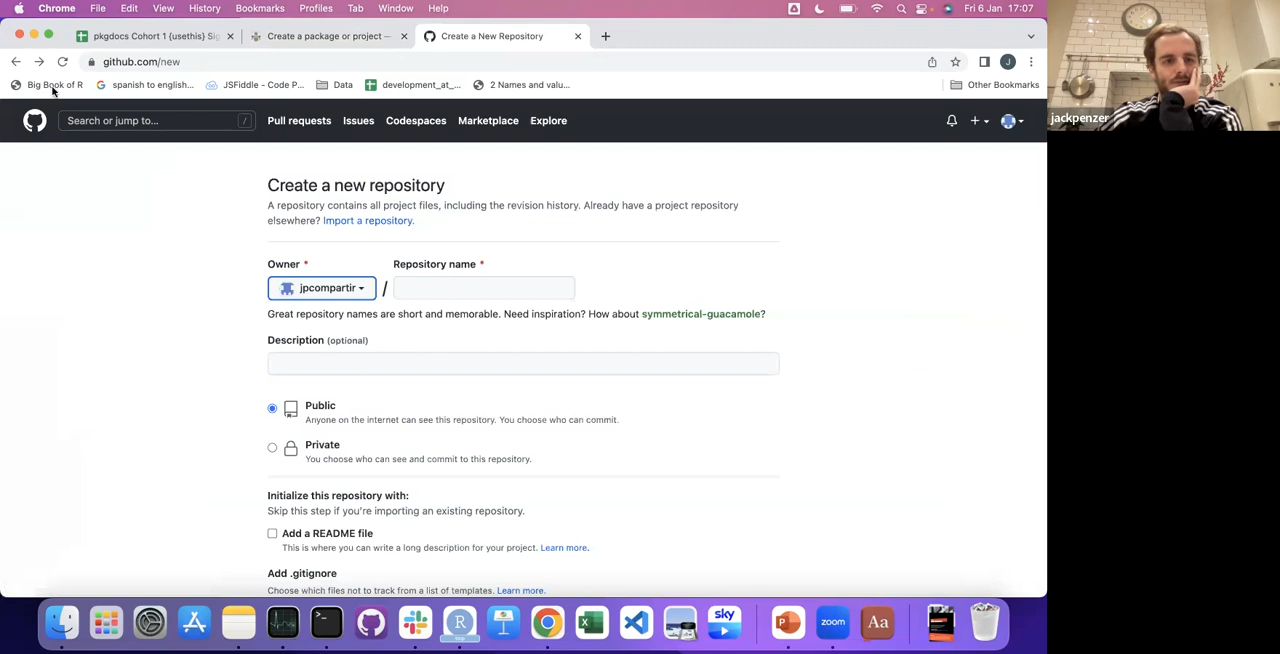 Chrome File Edit View History Bookmarks Profiles Tab Window Help Fri 6 Jan 17:07
pkgdocs Cohort 1 {usethis} Sig Create a package or project — Create a New Repository
github.com/new J
Big Book of R spanish to english... JSFiddle - Code P... Data development_at_... 2 Names and valu... Other Bookmarks
Search or jump to... / Pull requests Issues Codespaces Marketplace Explore
jackpenzer
Create a new repository
A repository contains all project files, including the revision history. Already have a project repository
elsewhere? Import a repository.
Owner * Repository name *
jpcompartir /
Great repository names are short and memorable. Need inspiration? How about symmetrical-guacamole?
Description (optional)
Public
Anyone on the internet can see this repository. You choose who can commit.
Private
You choose who can see and commit to this repository.
Initialize this repository with:
Skip this step if you're importing an existing repository.
Add a README file
This is where you can write a long description for your project. Learn more.
Add .gitignore
Choose which files not to track from a list of templates. Learn more.
R sky P zoom Aa